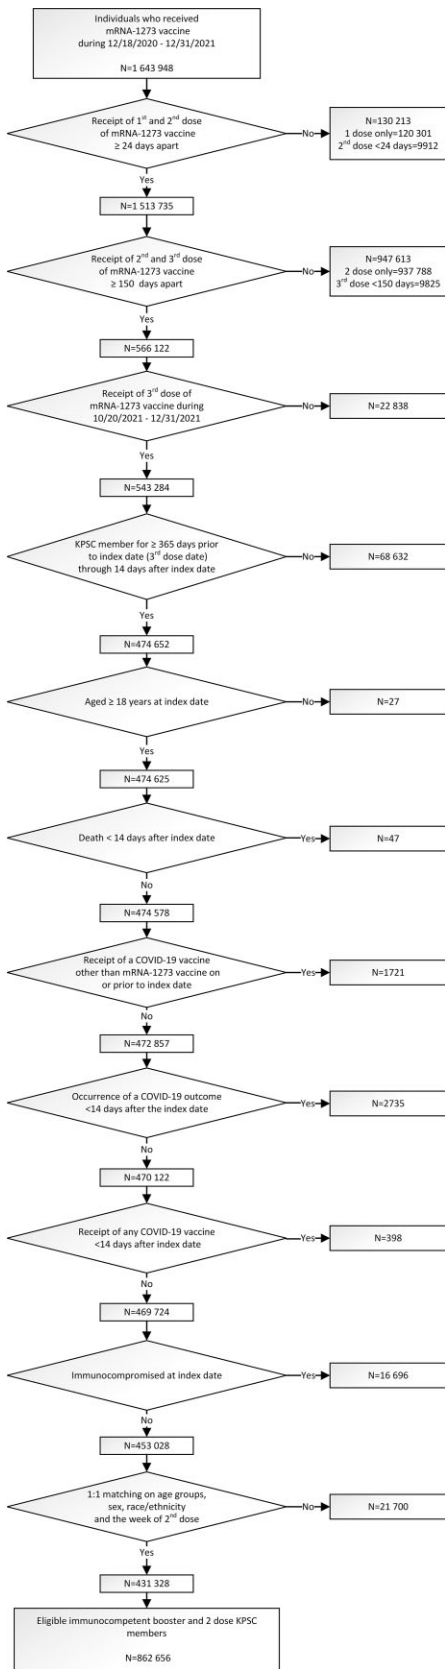 Individuals who received
mRNA-1273 vaccine
during 12/18/2020 - 12/31/2021
N=1 643 948
Receipt of 1st and 2nd dose
of mRNA-1273 vaccine
≥ 24 days apart
No
N=130 213
1 dose only=120 301
2nd dose <24 days=9912
Yes
N=1 513 735
Receipt of 2nd and 3rd dose
of mRNA-1273 vaccine
≥ 150 days apart
No
N=947 613
2 dose only=937 788
3rd dose <150 days=9825
Yes
N=566 122
Receipt of 3rd dose of
mRNA-1273 vaccine during
10/20/2021 - 12/31/2021
No
N=22 838
Yes
N=543 284
KPSC member for ≥ 365 days prior
to index date (3rd dose date)
through 14 days after index date
No
N=68 632
Yes
N=474 652
Aged ≥ 18 years at index date
No
N=27
Yes
N=474 625
Death < 14 days after index date
Yes
N=47
No
N=474 578
Receipt of a COVID-19 vaccine
other than mRNA-1273 vaccine on
or prior to index date
Yes
N=1721
No
N=472 857
Occurrence of a COVID-19 outcome
<14 days after the index date
Yes
N=2735
No
N=470 122
Receipt of any COVID-19 vaccine
<14 days after index date
Yes
N=398
No
N=469 724
Immunocompromised at index date
Yes
N=16 696
No
N=453 028
1:1 matching on age groups,
sex, race/ethnicity
and the week of 2nd dose
No
N=21 700
Yes
N=431 328
Eligible immunocompetent booster and 2 dose KPSC
members
N=862 656